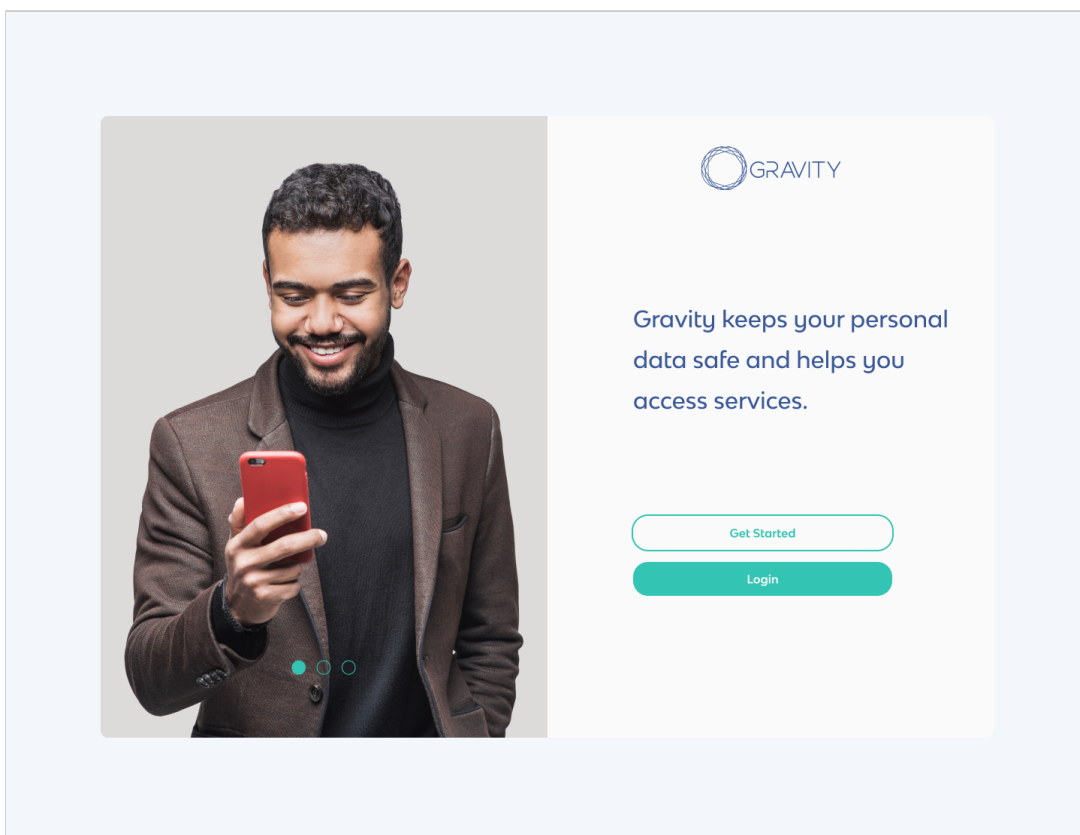 GRAVITY
Gravity keeps your personal
data safe and helps you
access services.
Get Started
Login